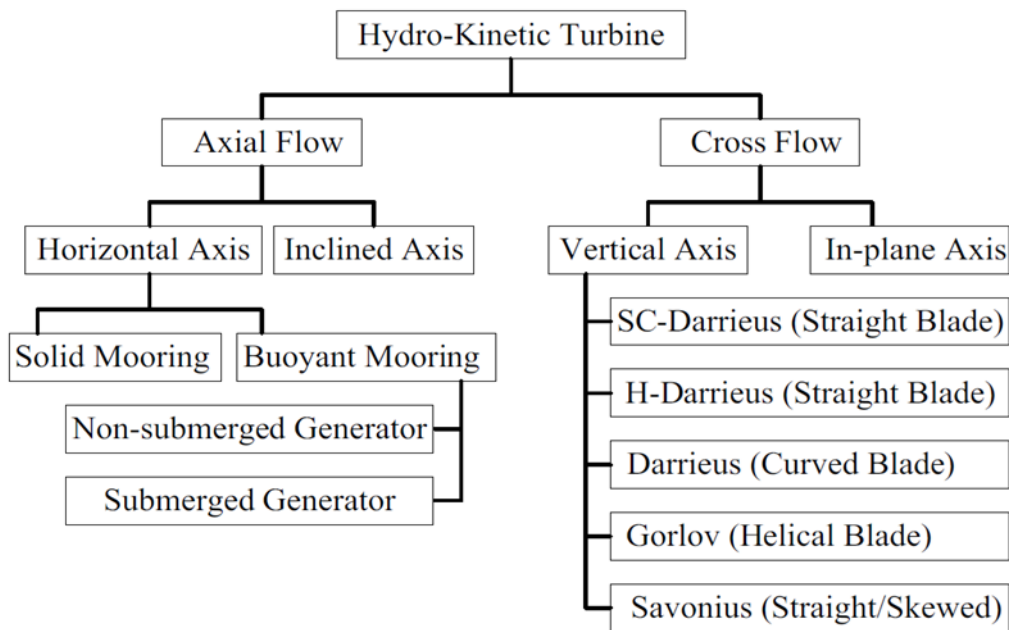 Hydro-Kinetic Turbine
Axial Flow
Cross Flow
Horizontal Axis
Inclined Axis
Vertical Axis
In-plane Axis
Solid Mooring
Buoyant Mooring
Non-submerged Generator
Submerged Generator
SC-Darrieus (Straight Blade)
H-Darrieus (Straight Blade)
Darrieus (Curved Blade)
Gorlov (Helical Blade)
Savonius (Straight/Skewed)